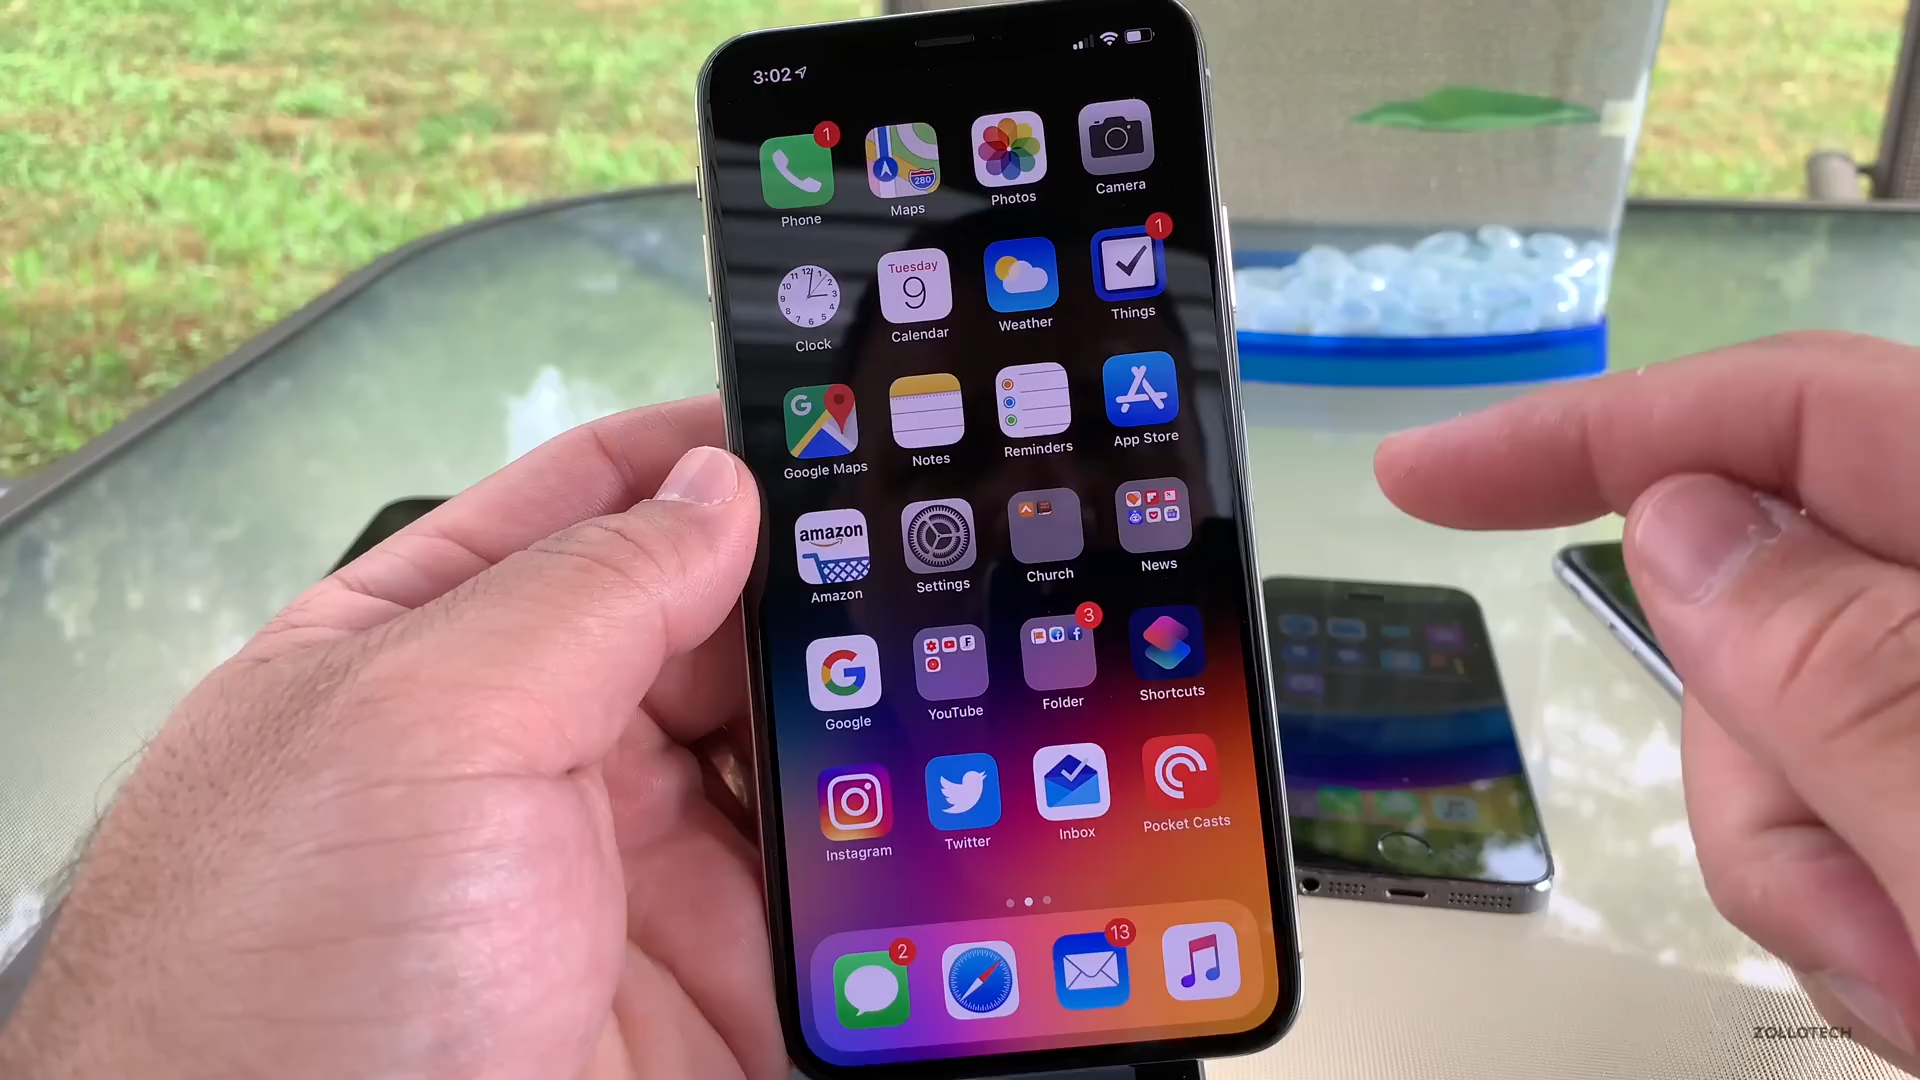 3:02
1
280
Phone
Maps
Photos
Camera
1
Tuesday
9
Clock
Calendar
Weather
Things
G
Google Maps
Notes
Reminders
App Store
amazon
Amazon
Settings
Church
News
3
G
Google
YouTube
Folder
Shortcuts
Instagram
Twitter
Inbox
Pocket Casts
2
13
ZOLLOTECH